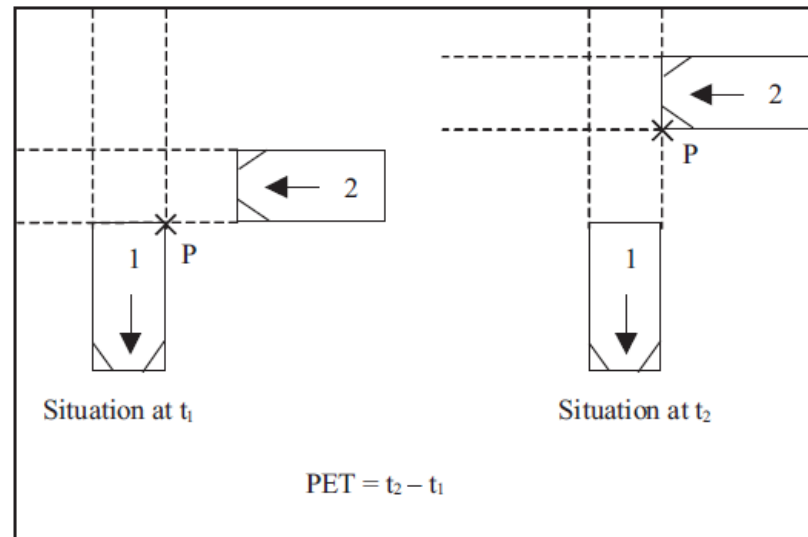 2
2
P
1
P
1
Situation at t₁
Situation at t₂
PET = t₂ – t₁